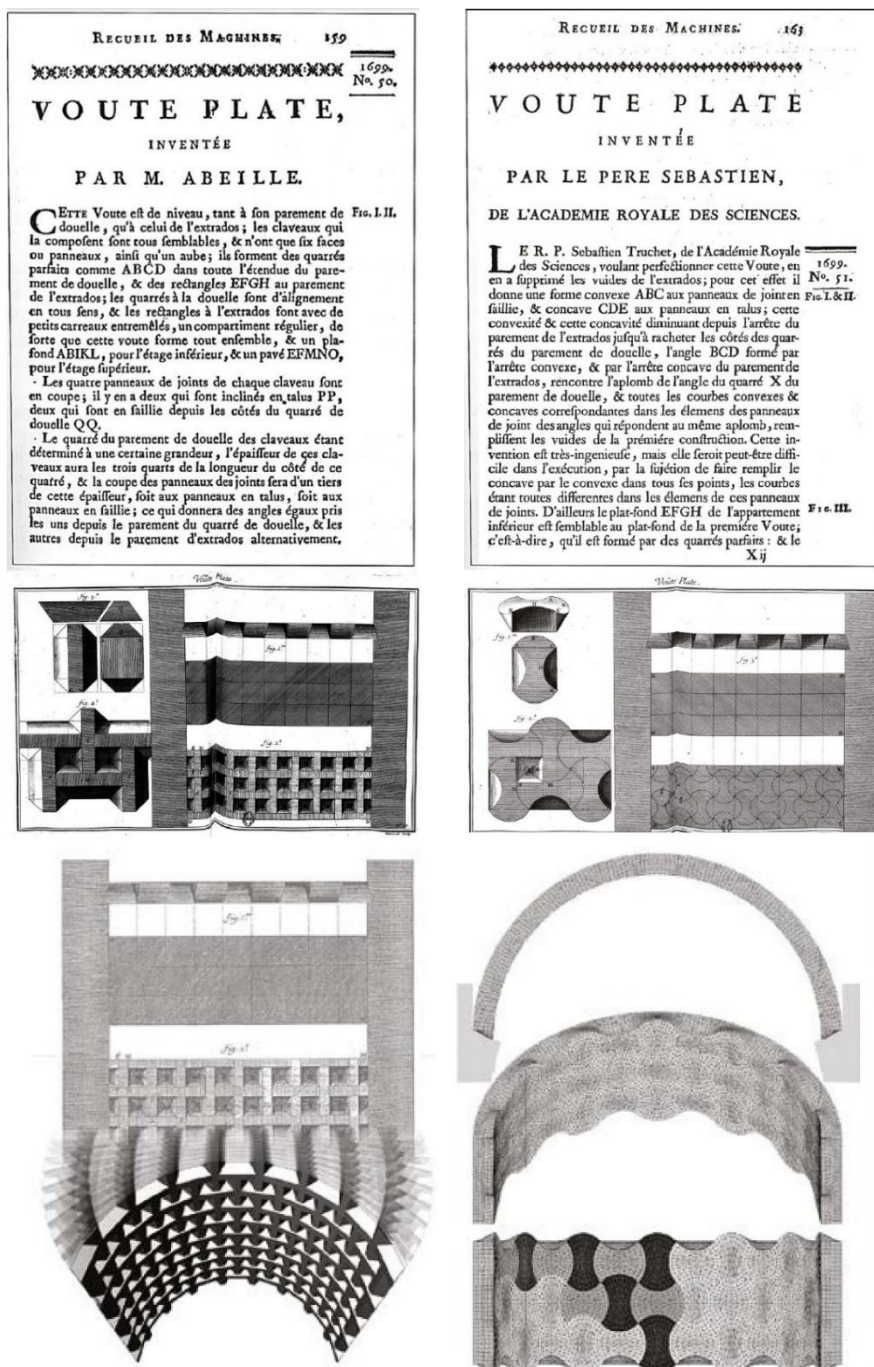 RECUEIL DES MACHINES. 159
1699.
No. 50.
VOUTE PLATE,
INVENTÉE
PAR M. ABEILLE.
CETTE Voute eſt de niveau, tant à ſon parement de
FIG. I. II.
douelle, qu'à celui de l'extrados ; les claveaux qui
la compoſent ſont tous ſemblables, & n'ont que ſix faces
ou panneaux, ainſi qu'un aube ; ils forment des quarrés
parfaits comme ABCD dans toute l'étendue du pare-
ment de douelle, & des rectangles EFGH au parement
de l'extrados ; les quarrés à la douelle ſont d'alignement
en tous ſens, & les rectangles à l'extrados ſont avec de
petits carreaux entremêlés, un compartiment régulier, de
ſorte que cette voute forme tout enſemble, & un pla-
fond ABIKL, pour l'étage inférieur, & un pavé EFMNO,
pour l'étage supérieur.
Les quatre panneaux de joints de chaque claveau ſont
en coupe ; il y en a deux qui ſont inclinés en talus PP,
deux qui ſont en ſaillie depuis les côtés du quarré de
douelle QQ.
Le quarré du parement de douelle des claveaux étant
déterminé à une certaine grandeur, l'épaiſſeur de ces cla-
veaux aura les trois quarts de la longueur du côté de ce
quarré, & la coupe des panneaux des joints ſera d'un tiers
de cette épaiſſeur, ſoit aux panneaux en talus, ſoit aux
panneaux en ſaillie ; ce qui donnera des angles égaux pris
les uns depuis le parement du quarré de douelle, & les
autres depuis le parement d'extrados alternativement.
RECUEIL DES MACHINES. 163
VOUTE PLATE
INVENTÉE
PAR LE PERE SEBASTIEN,
DE L'ACADEMIE ROYALE DES SCIENCES.
LE R. P. Sebaſtien Truchet, de l'Académie Royale
1699.
No. 51.
FIG. I. & II.
des Sciences, voulant perfectionner cette Voute, en
en a ſupprimé les vuides de l'extrados ; pour cet effet il
donne une forme convexe ABC aux panneaux de joint en
ſaillie, & concave CDE aux panneaux en talus ; cette
convexité & cette concavité diminuant depuis l'arrête du
parement de l'extrados juſqu'à racheter les côtés des quar-
rés du parement de douelle, l'angle BCD formé par
l'arrête convexe, & par l'arrête concave du parement de
l'extrados, rencontre l'aplomb de l'angle du quarré X du
parement de douelle, & toutes les courbes convexes &
concaves correſpondantes dans les élemens des panneaux
de joint des angles qui répondent au même aplomb, rem-
pliſſent les vuides de la prémiére conſtruction. Cette in-
vention eſt très-ingenieuſe, mais elle ſeroit peut-être diffi-
cile dans l'exécution, par la ſujétion de faire remplir le
concave par le convexe dans tous ſes points, les courbes
étant toutes differentes dans les élemens de ces panneaux
de joints. D'ailleurs le plat-fond EFGH de l'appartement
FIG. III.
inférieur eſt ſemblable au plat-fond de la premiére Voute ;
c'eſt-à-dire, qu'il eſt formé par des quarrés parfaits : & le
X ij
Voûte Plate.
Voûte Plate.